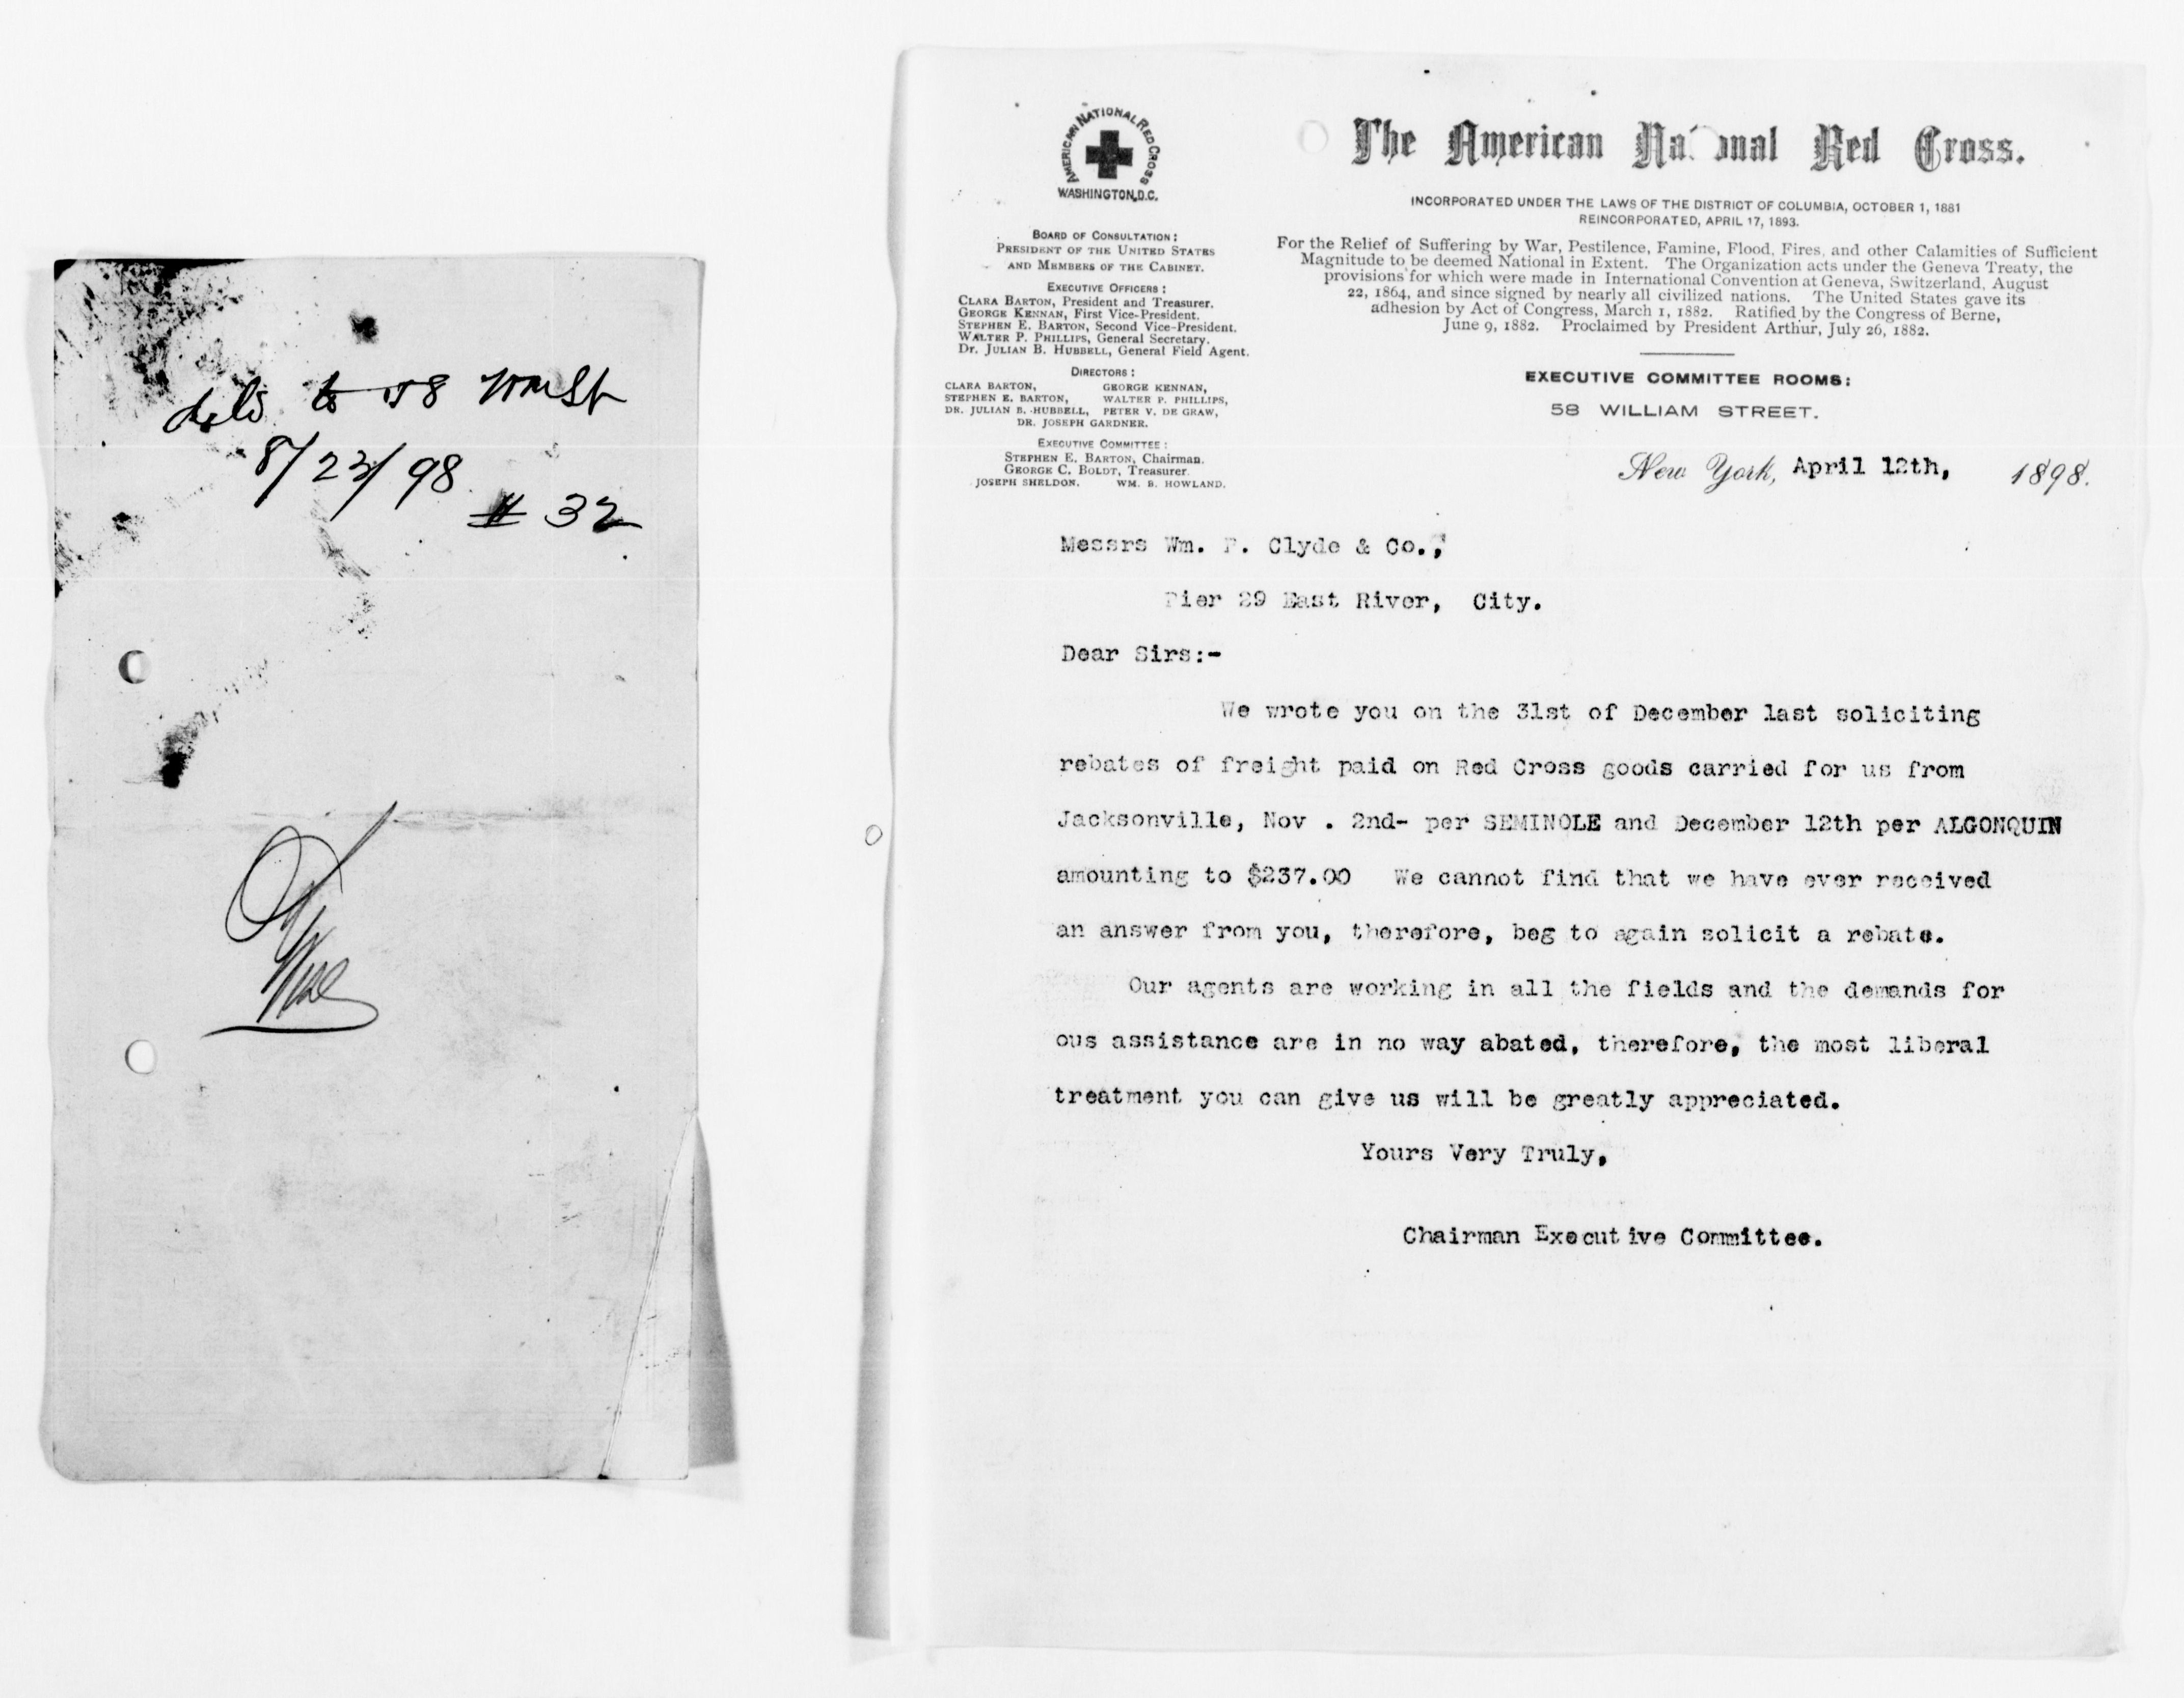 deld to 58 Wm St
8/23/98
# 32
AMERICAN NATIONAL RED CROSS
WASHINGTON, D.C.
BOARD OF CONSULTATION:
PRESIDENT OF THE UNITED STATES
AND MEMBERS OF THE CABINET.
EXECUTIVE OFFICERS:
CLARA BARTON, President and Treasurer.
GEORGE KENNAN, First Vice-President.
STEPHEN E. BARTON, Second Vice-President.
WALTER P. PHILLIPS, General Secretary.
DR. JULIAN B. HUBBELL, General Field Agent.
DIRECTORS:
CLARA BARTON, GEORGE KENNAN,
STEPHEN E. BARTON, WALTER P. PHILLIPS,
DR. JULIAN B. HUBBELL, PETER V. DE GRAW,
DR. JOSEPH GARDNER.
EXECUTIVE COMMITTEE:
STEPHEN E. BARTON, Chairman.
GEORGE C. BOLDT, Treasurer.
JOSEPH SHELDON. WM. B. HOWLAND.
The American Na onal Red Cross.
INCORPORATED UNDER THE LAWS OF THE DISTRICT OF COLUMBIA, OCTOBER 1, 1881
REINCORPORATED, APRIL 17, 1893.
For the Relief of Suffering by War, Pestilence, Famine, Flood, Fires, and other Calamities of Sufficient
Magnitude to be deemed National in Extent. The Organization acts under the Geneva Treaty, the
provisions for which were made in International Convention at Geneva, Switzerland, August
22, 1864, and since signed by nearly all civilized nations. The United States gave its
adhesion by Act of Congress, March 1, 1882. Ratified by the Congress of Berne,
June 9, 1882. Proclaimed by President Arthur, July 26, 1882.
EXECUTIVE COMMITTEE ROOMS:
58 WILLIAM STREET.
New York, April 12th, 1898.
Messrs Wm. P. Clyde & Co.,
Pier 29 East River, City.
Dear Sirs:-
We wrote you on the 31st of December last soliciting
rebates of freight paid on Red Cross goods carried for us from
Jacksonville, Nov . 2nd- per SEMINOLE and December 12th per ALGONQUIN
amounting to $237.00 We cannot find that we have ever received
an answer from you, therefore, beg to again solicit a rebate.
Our agents are working in all the fields and the demands for
ous assistance are in no way abated, therefore, the most liberal
treatment you can give us will be greatly appreciated.
Yours Very Truly,
Chairman Executive Committee.